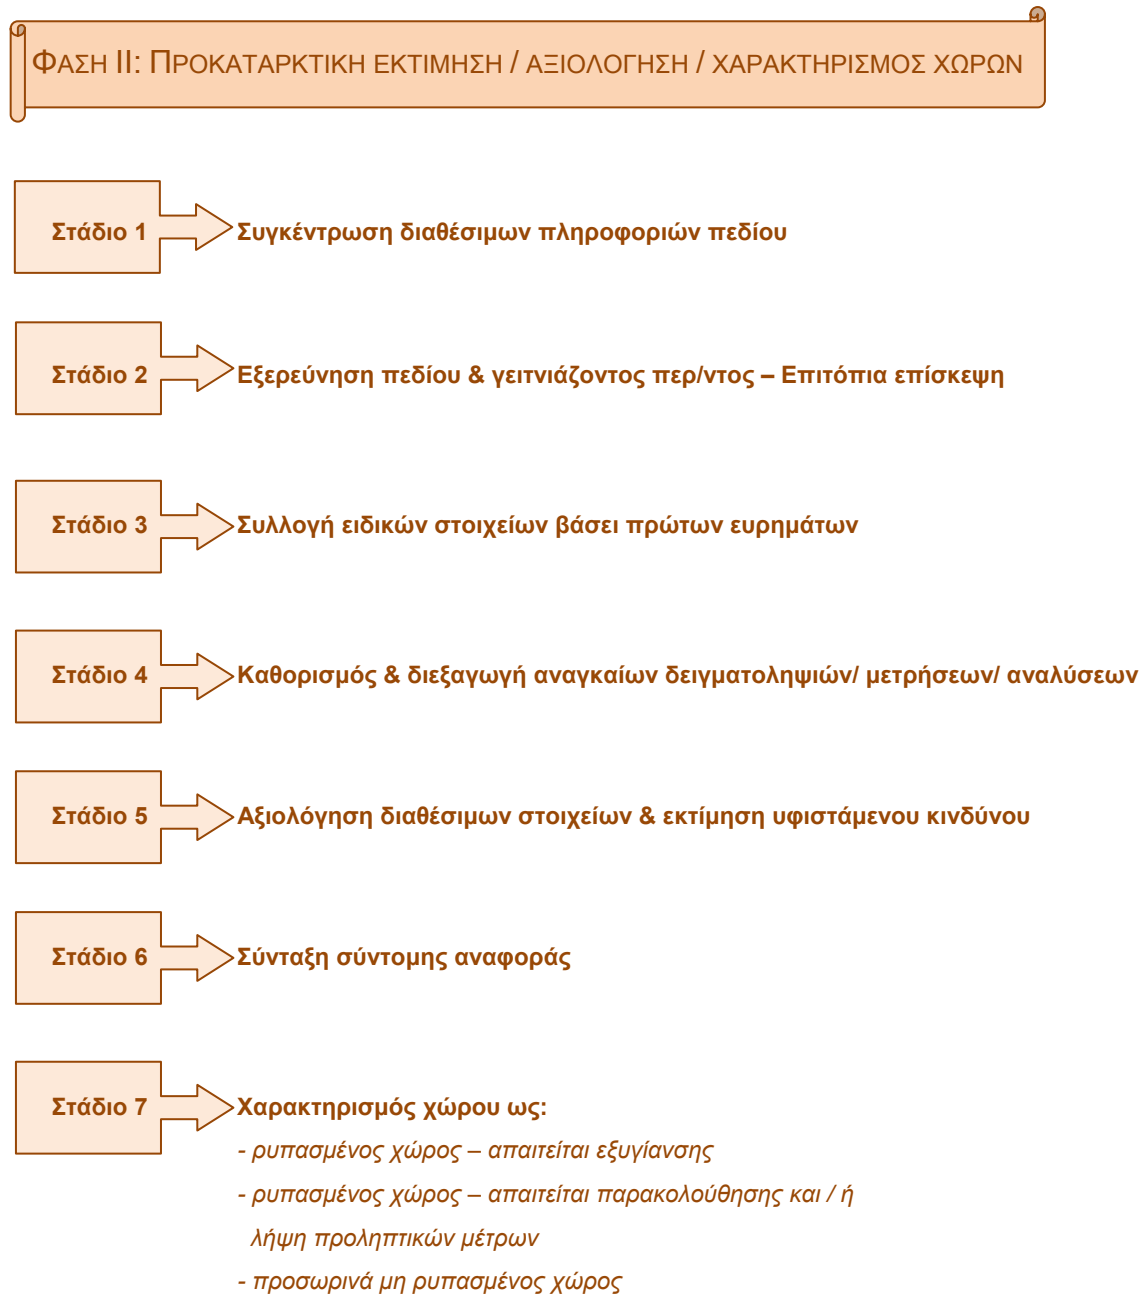 ΦΑΣΗ II: ΠΡΟΚΑΤΑΡΚΤΙΚΗ ΕΚΤΙΜΗΣΗ / ΑΞΙΟΛΟΓΗΣΗ / ΧΑΡΑΚΤΗΡΙΣΜΟΣ ΧΩΡΩΝ
Στάδιο 1 Συγκέντρωση διαθέσιμων πληροφοριών πεδίου
Στάδιο 2 Εξερεύνηση πεδίου & γειτνιάζοντος περ/ντος – Επιτόπια επίσκεψη
Στάδιο 3 Συλλογή ειδικών στοιχείων βάσει πρώτων ευρημάτων
Στάδιο 4 Καθορισμός & διεξαγωγή αναγκαίων δειγματοληψιών/ μετρήσεων/ αναλύσεων
Στάδιο 5 Αξιολόγηση διαθέσιμων στοιχείων & εκτίμηση υφιστάμενου κινδύνου
Στάδιο 6 Σύνταξη σύντομης αναφοράς
Στάδιο 7 Χαρακτηρισμός χώρου ως:
- ρυπασμένος χώρος – απαιτείται εξυγίανσης
- ρυπασμένος χώρος – απαιτείται παρακολούθησης και / ή
λήψη προληπτικών μέτρων
- προσωρινά μη ρυπασμένος χώρος